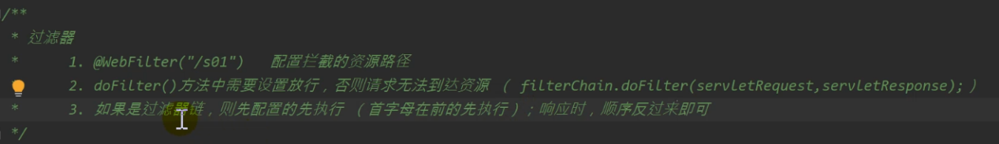 /**
* 过滤器
* 1. @WebFilter("/s01") 配置拦截的资源路径
2. doFilter()方法中需要设置放行，否则请求无法到达资源 ( filterChain.doFilter(servletRequest,servletResponse); )
* 3. 如果是过滤器链，则先配置的先执行 （首字母在前的先执行）；响应时，顺序反过来即可
*/